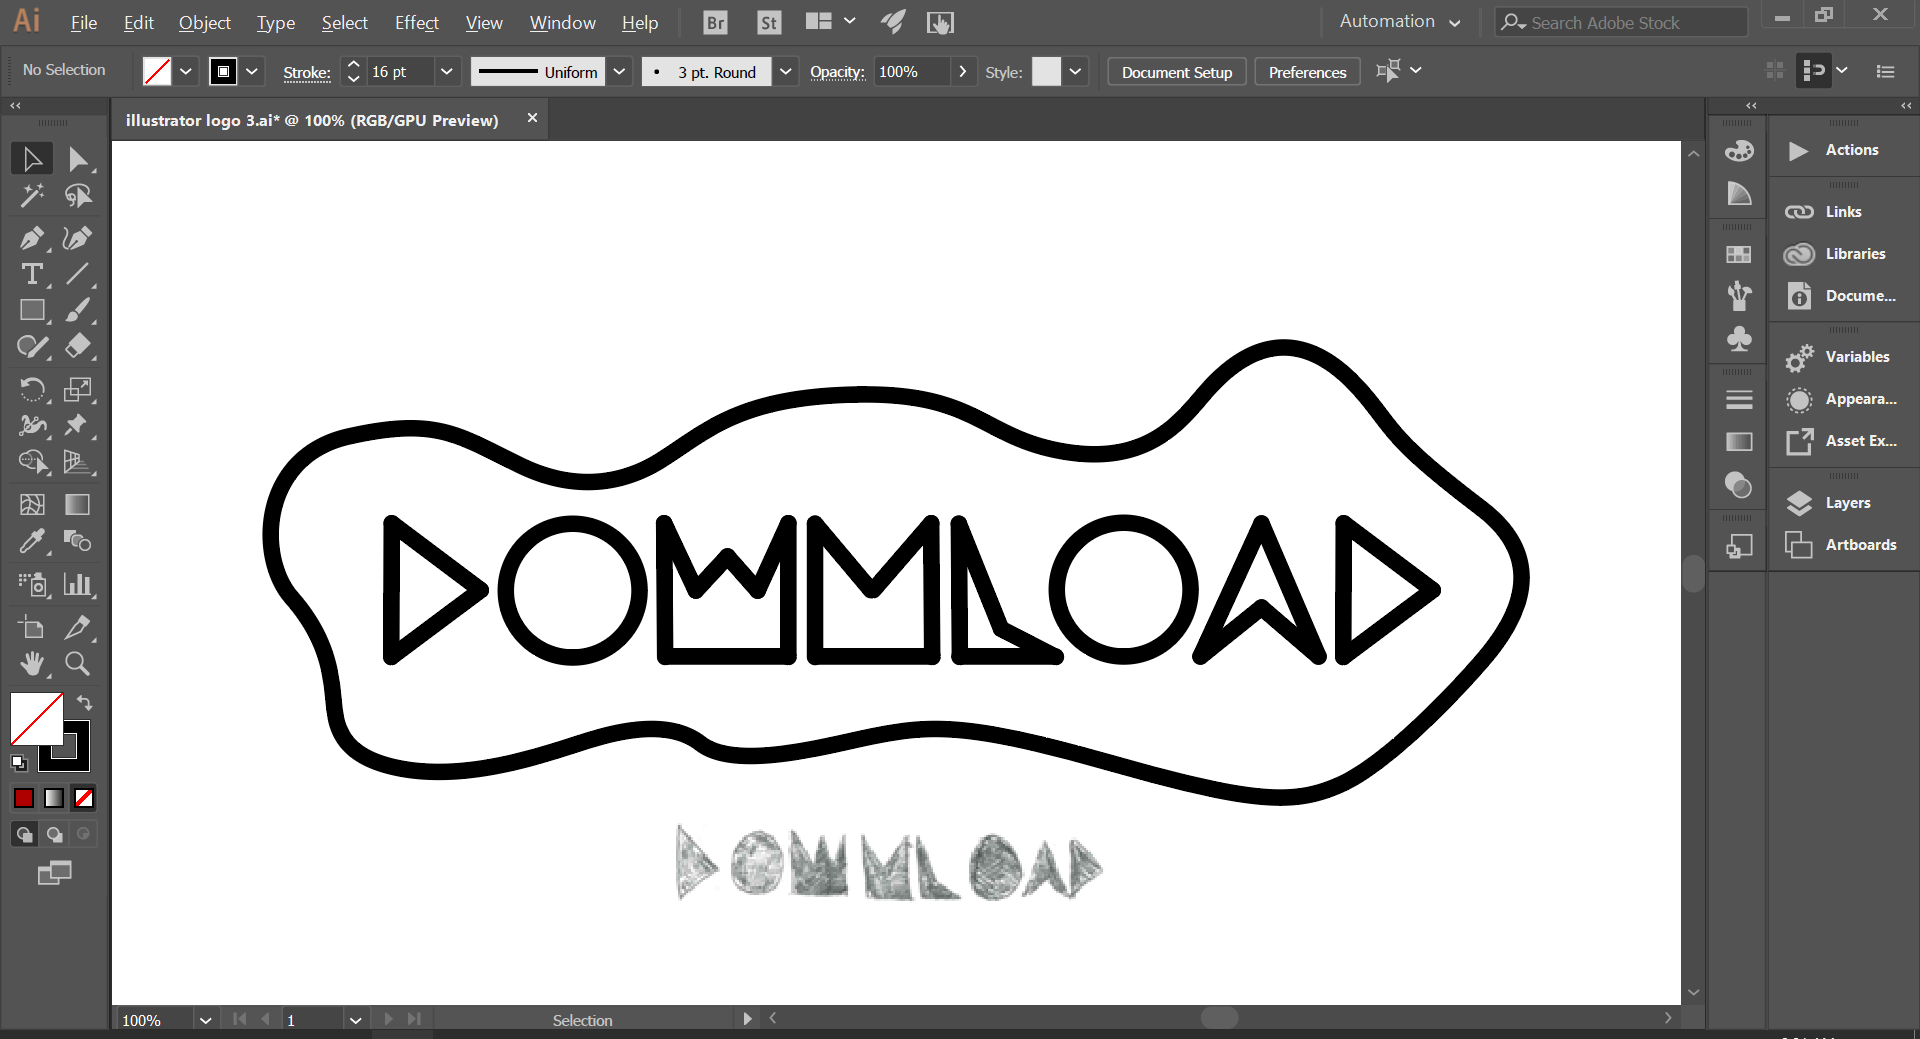 Ai File Edit Object Type Select Effect View Window Help Br St Automation Search Adobe Stock
No Selection Stroke: 16 pt Uniform 3 pt. Round Opacity: 100% Style: Document Setup Preferences
illustrator logo 3.ai* @ 100% (RGB/GPU Preview)
Actions
Links
Libraries
Docume...
Variables
Appeara...
Asset Ex...
Layers
Artboards
DOWMLOAD
DOWMLOAD
100% 1 Selection